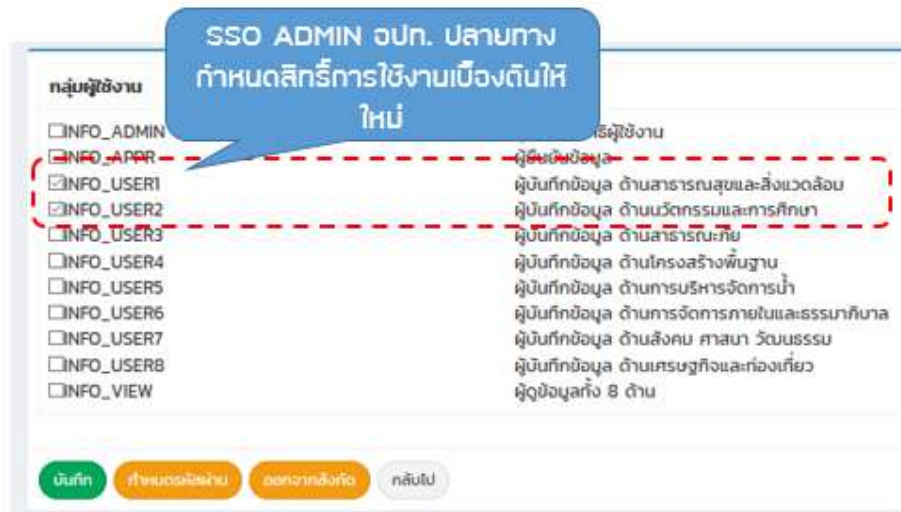 SSO ADMIN อปท. ปลายทาง
กำหนดสิทธิ์การใช้งานเบื้องต้นให้
ใหม่
กลุ่มผู้ใช้งาน
INFO_ADMIN ผู้ใช้งาน
INFO_APPR ผู้ยืนยันข้อมูล
INFO_USER1 ผู้บันทึกข้อมูล ด้านสาธารณสุขและสิ่งแวดล้อม
INFO_USER2 ผู้บันทึกข้อมูล ด้านนวัตกรรมและการศึกษา
INFO_USER3 ผู้บันทึกข้อมูล ด้านสาธารณะภัย
INFO_USER4 ผู้บันทึกข้อมูล ด้านโครงสร้างพื้นฐาน
INFO_USER5 ผู้บันทึกข้อมูล ด้านการบริหารจัดการน้ำ
INFO_USER6 ผู้บันทึกข้อมูล ด้านการจัดการภายในและธรรมาภิบาล
INFO_USER7 ผู้บันทึกข้อมูล ด้านสังคม ศาสนา วัฒนธรรม
INFO_USER8 ผู้บันทึกข้อมูล ด้านเศรษฐกิจและท่องเที่ยว
INFO_VIEW ผู้ดูข้อมูลทั้ง 8 ด้าน
บันทึก กำหนดรหัสผ่าน ออกจากสังกัด กลับไป